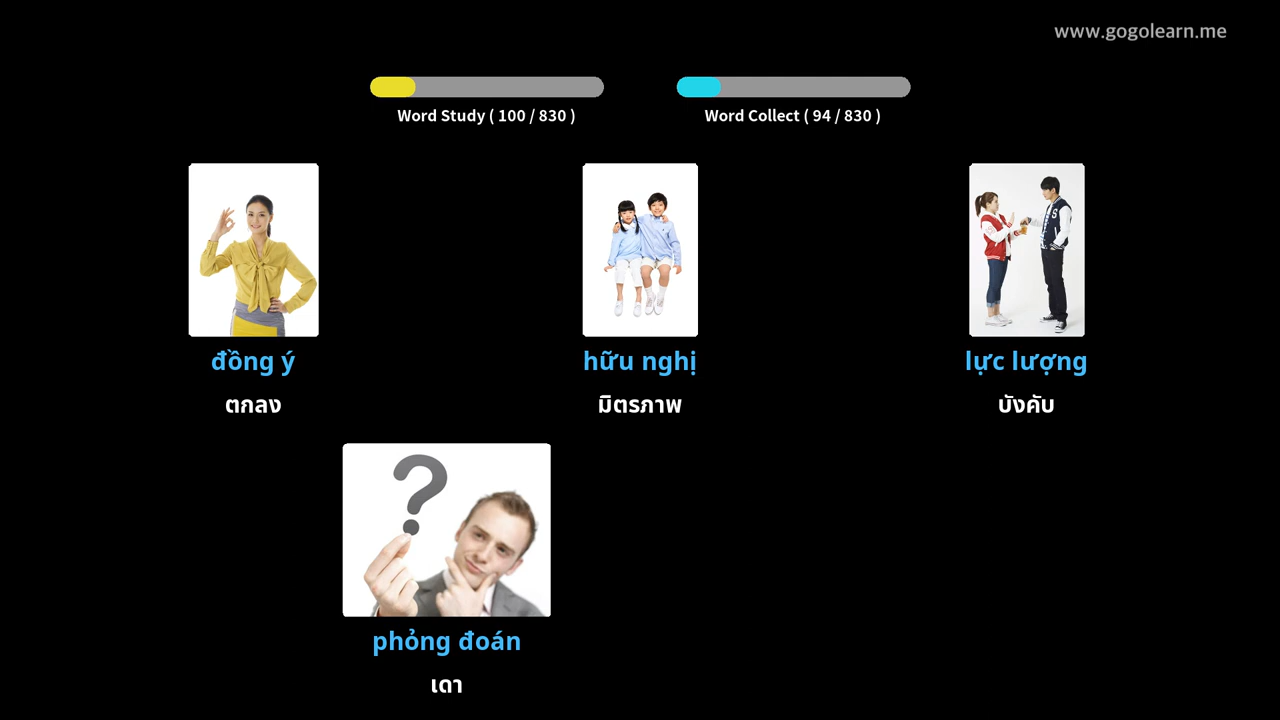 www.gogolearn.me
Word Study ( 100 / 830 )
Word Collect ( 94 / 830 )
đồng ý
hữu nghị
lực lượng
ตกลง
มิตรภาพ
บังคับ
phỏng đoán
เดา